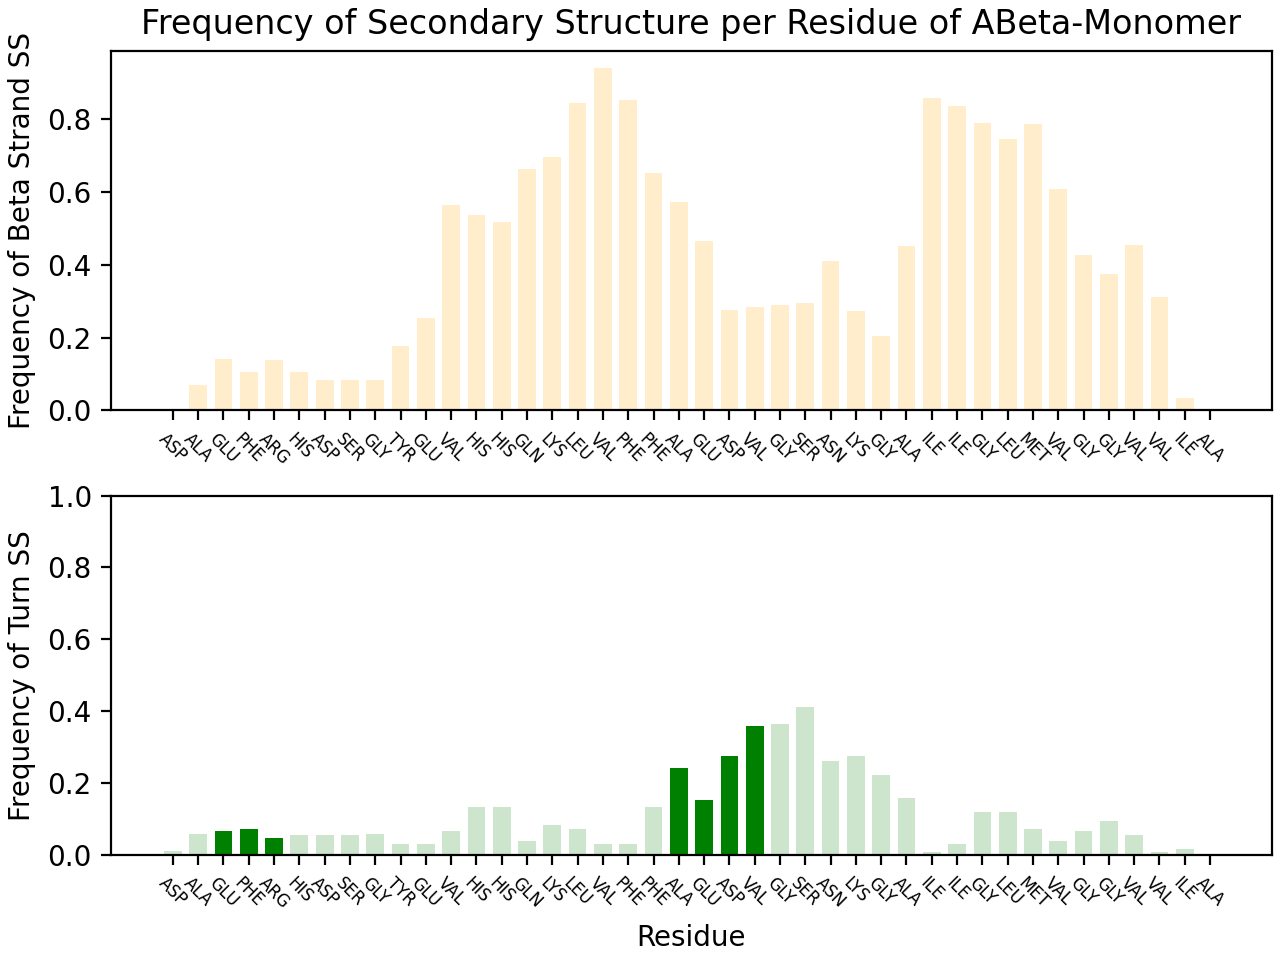 Frequency of Secondary Structure per Residue of ABeta-Monomer
Frequency of Beta Strand SS
0.8
0.6
0.4
0.2
0.0
ASP ALA GLU PHE ARG HIS ASP SER GLY TYR GLU VAL HIS HIS GLN LYS LEU VAL PHE PHE ALA GLU ASP VAL GLY SER ASN LYS GLY ALA ILE ILE GLY LEU MET VAL GLY GLY VAL VAL ILE ALA
Frequency of Turn SS
1.0
0.8
0.6
0.4
0.2
0.0
ASP ALA GLU PHE ARG HIS ASP SER GLY TYR GLU VAL HIS HIS GLN LYS LEU VAL PHE PHE ALA GLU ASP VAL GLY SER ASN LYS GLY ALA ILE ILE GLY LEU MET VAL GLY GLY VAL VAL ILE ALA
Residue